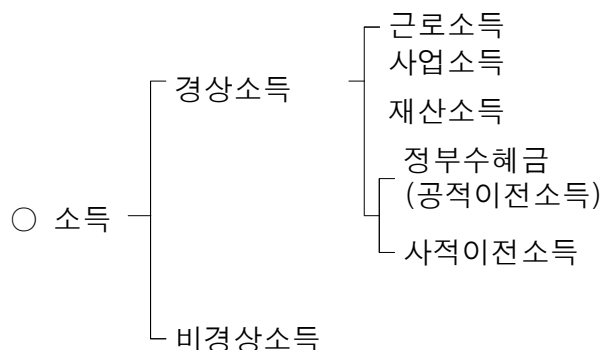 근로소득
사업소득
경상소득
재산소득
정부수혜금
(공적이전소득)
○ 소득
사적이전소득
비경상소득